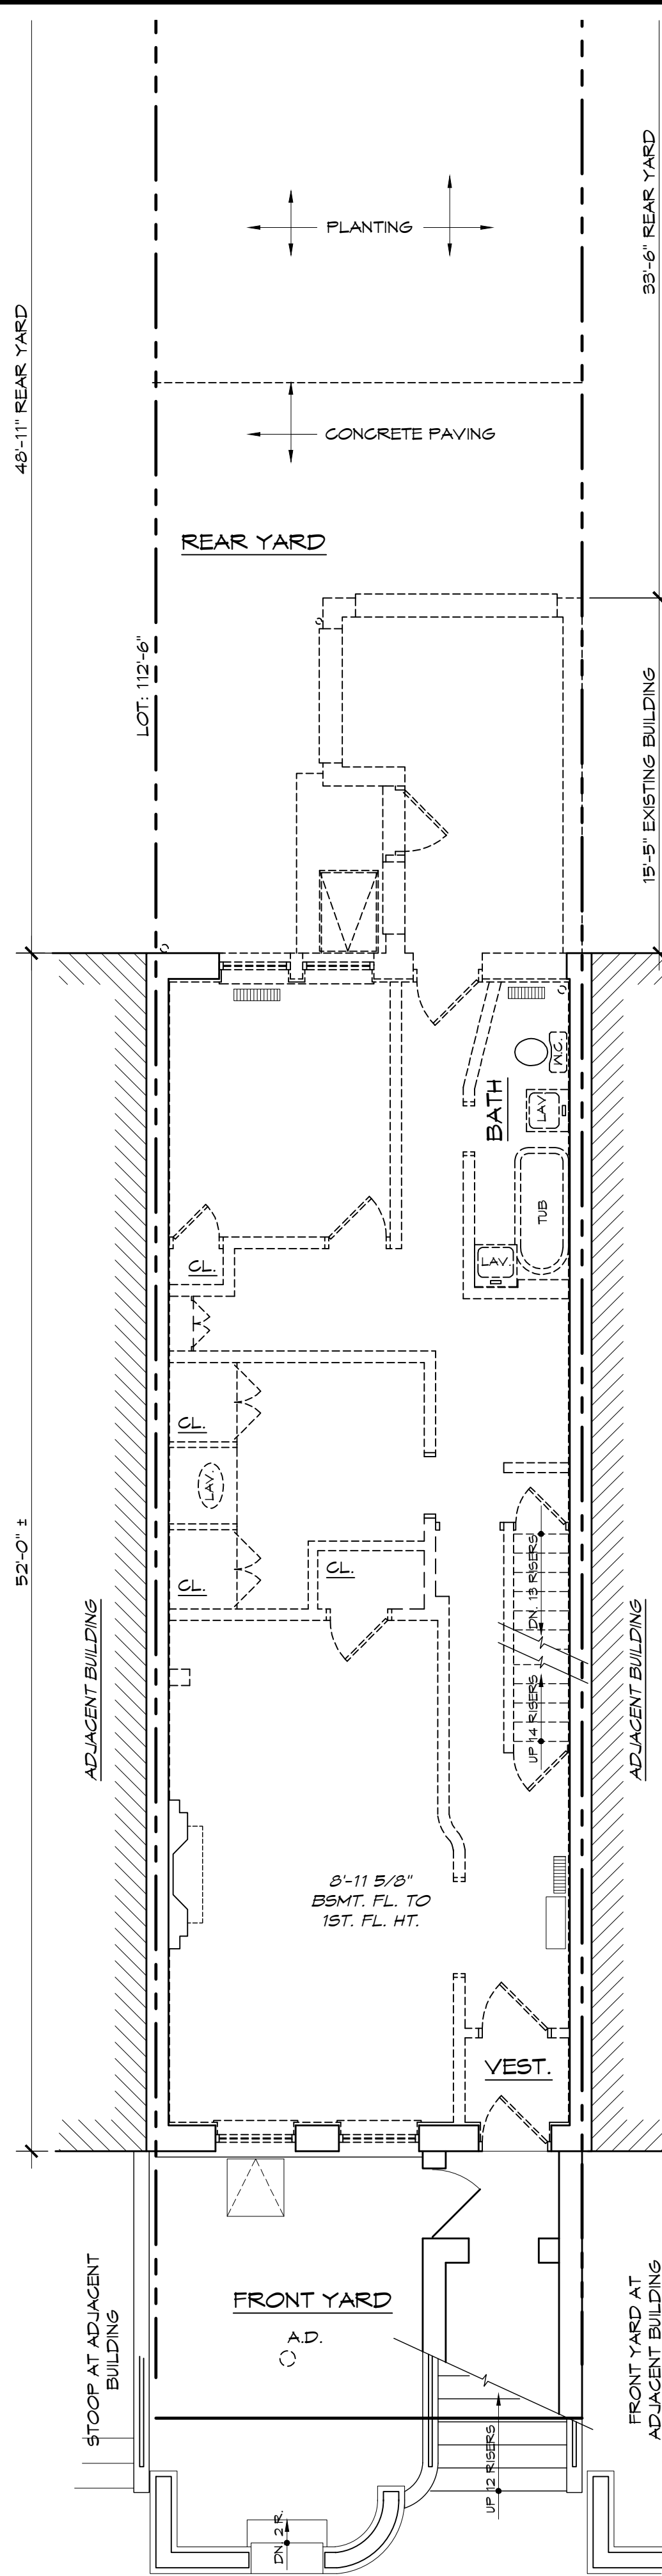 33'-6" REAR YARD
PLANTING
48'-11" REAR YARD
CONCRETE PAVING
REAR YARD
LOT: 112'-6"
15'-5" EXISTING BUILDING
W.C.
LAV
BATH
TUB
LAV.
CL.
CL.
LAV.
CL.
CL.
52'-0" ±
DN. 13 RISERS
UP 14 RISERS
ADJACENT BUILDING
ADJACENT BUILDING
8'-11 5/8"
BSMT. FL. TO
1ST. FL. HT.
VEST.
STOOP AT ADJACENT
BUILDING
FRONT YARD
A.D.
FRONT YARD AT
ADJACENT BUILDING
UP 12 RISERS
DN. 2 R.